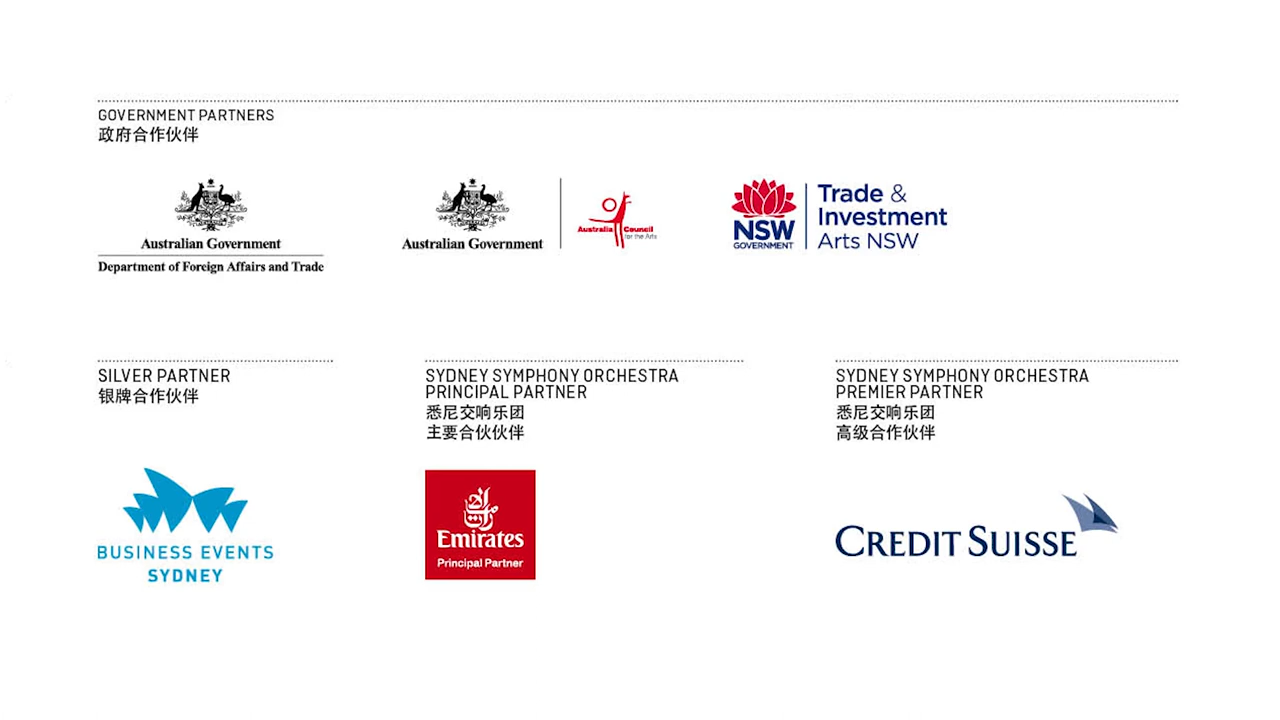 GOVERNMENT PARTNERS
政府合作伙伴
Australian Government
Department of Foreign Affairs and Trade
Australian Government
Australia Council
for the Arts
NSW
GOVERNMENT
Trade &
Investment
Arts NSW
SILVER PARTNER
银牌合作伙伴
BUSINESS EVENTS
SYDNEY
SYDNEY SYMPHONY ORCHESTRA
PRINCIPAL PARTNER
悉尼交响乐团
主要合伙伙伴
Emirates
Principal Partner
SYDNEY SYMPHONY ORCHESTRA
PREMIER PARTNER
悉尼交响乐团
高级合作伙伴
CREDIT SUISSE